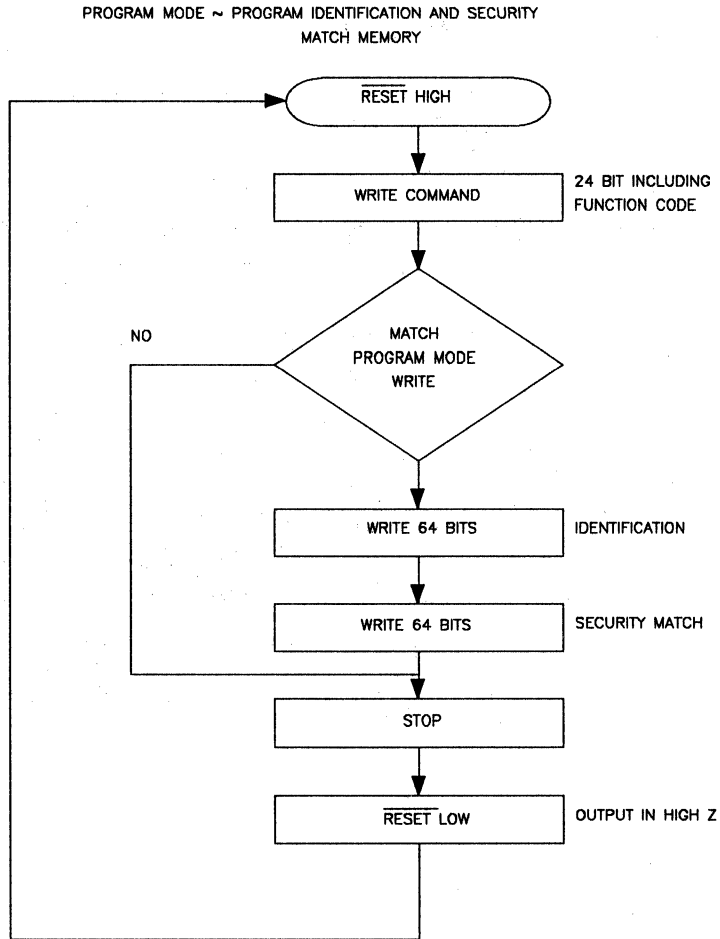 PROGRAM MODE ~ PROGRAM IDENTIFICATION AND SECURITY
MATCH MEMORY
RESET HIGH
WRITE COMMAND
24 BIT INCLUDING
FUNCTION CODE
NO
MATCH
PROGRAM MODE
WRITE
WRITE 64 BITS
IDENTIFICATION
WRITE 64 BITS
SECURITY MATCH
STOP
RESET LOW
OUTPUT IN HIGH Z